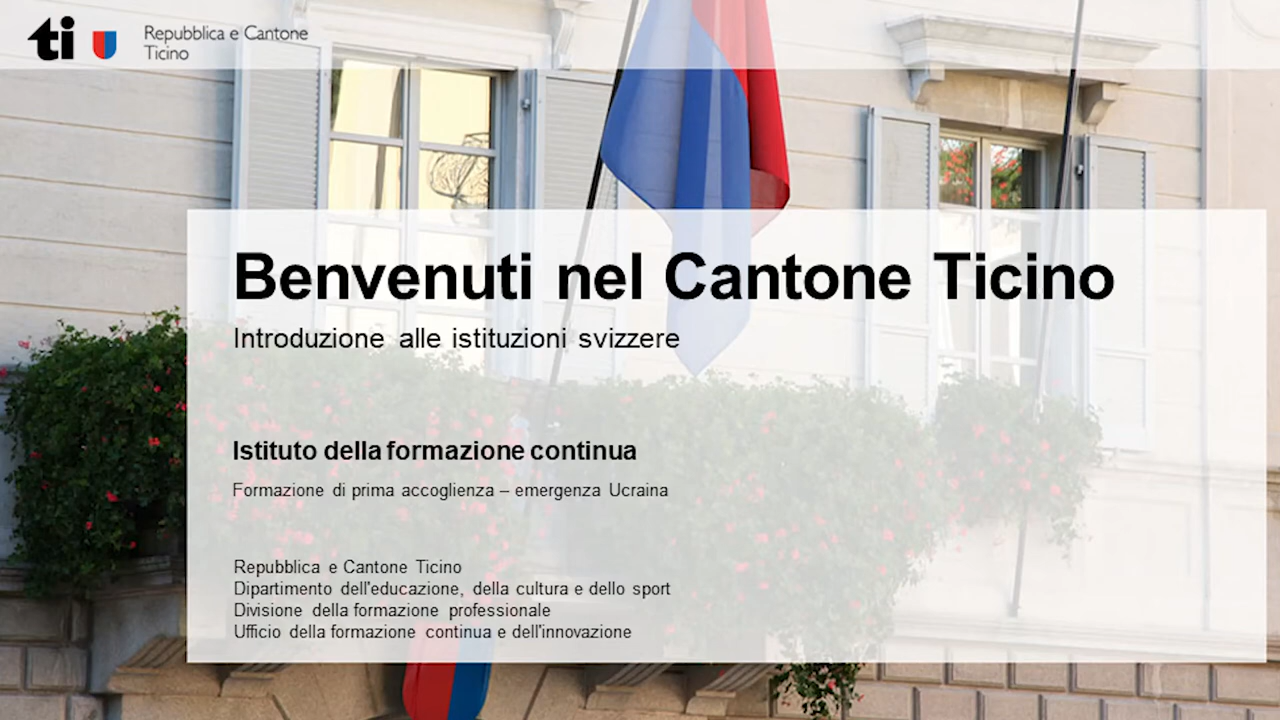 ti
Repubblica e Cantone
Ticino
Benvenuti nel Cantone Ticino
Introduzione alle istituzioni svizzere
Istituto della formazione continua
Formazione di prima accoglienza – emergenza Ucraina
Repubblica e Cantone Ticino
Dipartimento dell'educazione, della cultura e dello sport
Divisione della formazione professionale
Ufficio della formazione continua e dell'innovazione